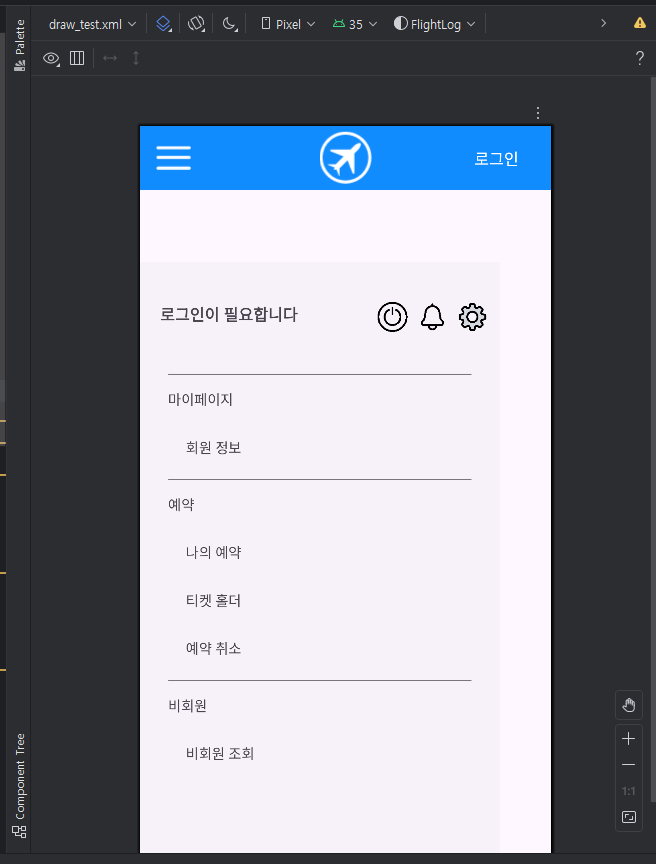 Palette
draw_test.xml
Pixel
35
FlightLog
?
로그인
로그인이 필요합니다
마이페이지
회원 정보
예약
나의 예약
티켓 홀더
예약 취소
비회원
비회원 조회
Component Tree
1:1